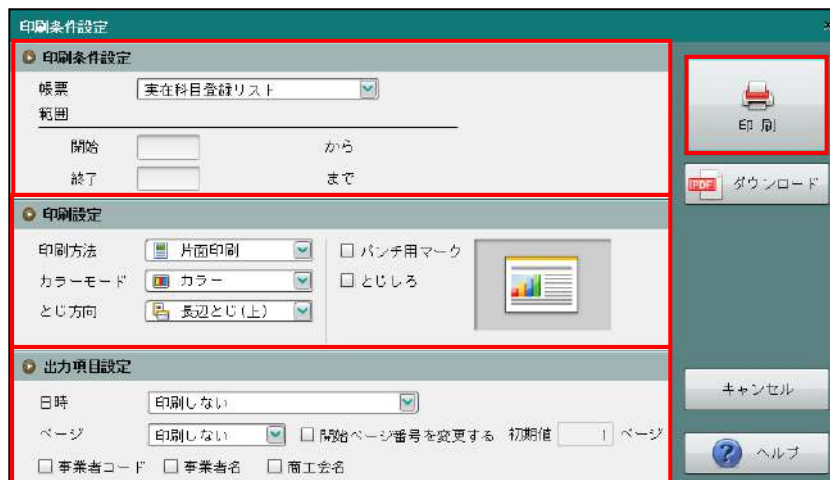 印刷条件設定
印刷条件設定
帳票 実在科目登録リスト
範囲
開始 から
終了 まで
印刷設定
印刷方法 片面印刷 パンチ用マーク
カラーモード カラー とじしろ
とじ方向 長辺とじ(上)
出力項目設定
日時 印刷しない
ページ 印刷しない 開始ページ番号を変更する 初期値 1 ページ
事業者コード 事業者名 商工会名
印 刷
PDF ダウンロード
キャンセル
? ヘルプ